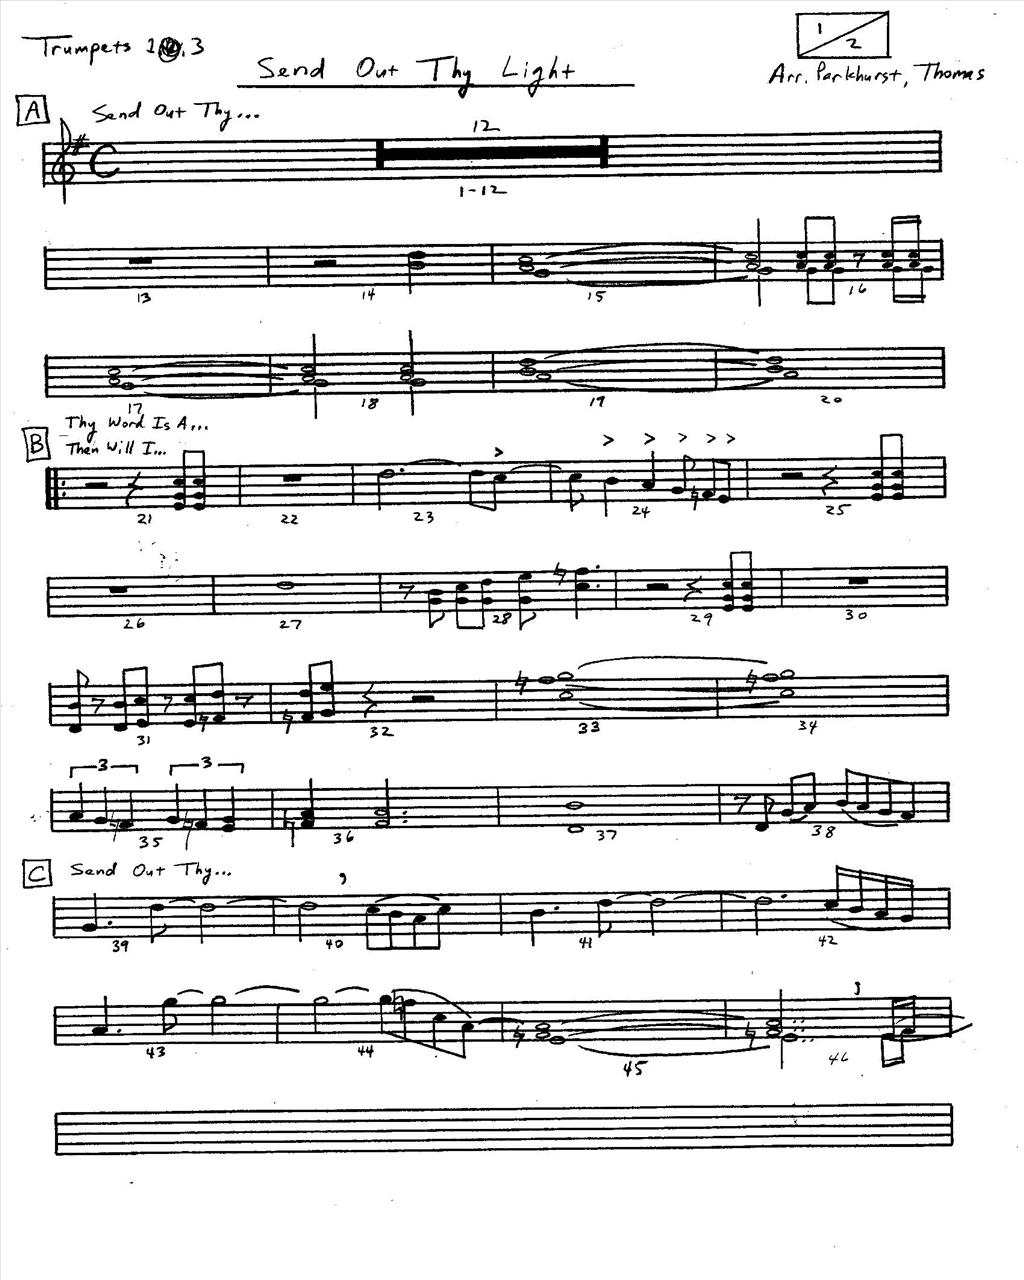 Trumpets 1, 2, 3
1/2
Send Out Thy Light
Arr. Parkhurst, Thomas
A Send Out Thy...
12
1-12
13 14 15 16
17 18 19 20
B Thy Word Is A...
Then Will I...
21 22 23 24 25
26 27 28 29 30
31 32 33 34
3 3
35 36 37 38
C Send Out Thy...
39 40 41 42
43 44 45 46